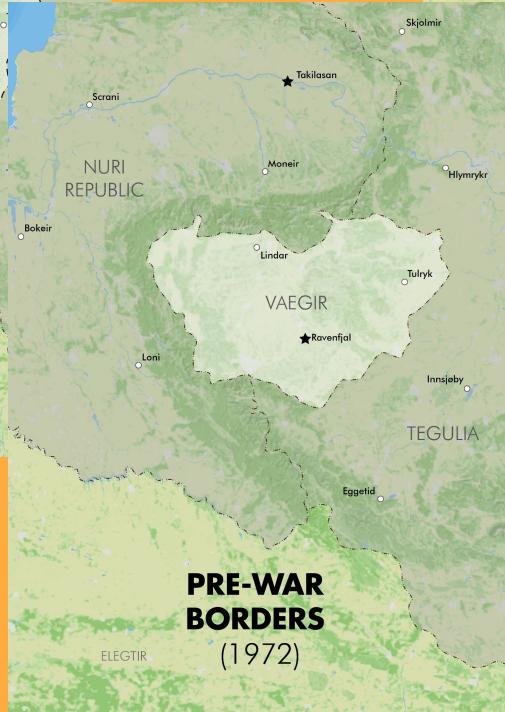 Skjolmir
Takilasan
Scrani
Moneir
Hlymrykr
NURI
REPUBLIC
Bokeir
Lindar
Tulryk
VAEGIR
Ravenfjal
Loni
Innsjøby
TEGULIA
Eggetid
PRE-WAR
BORDERS
(1972)
ELEGTIR